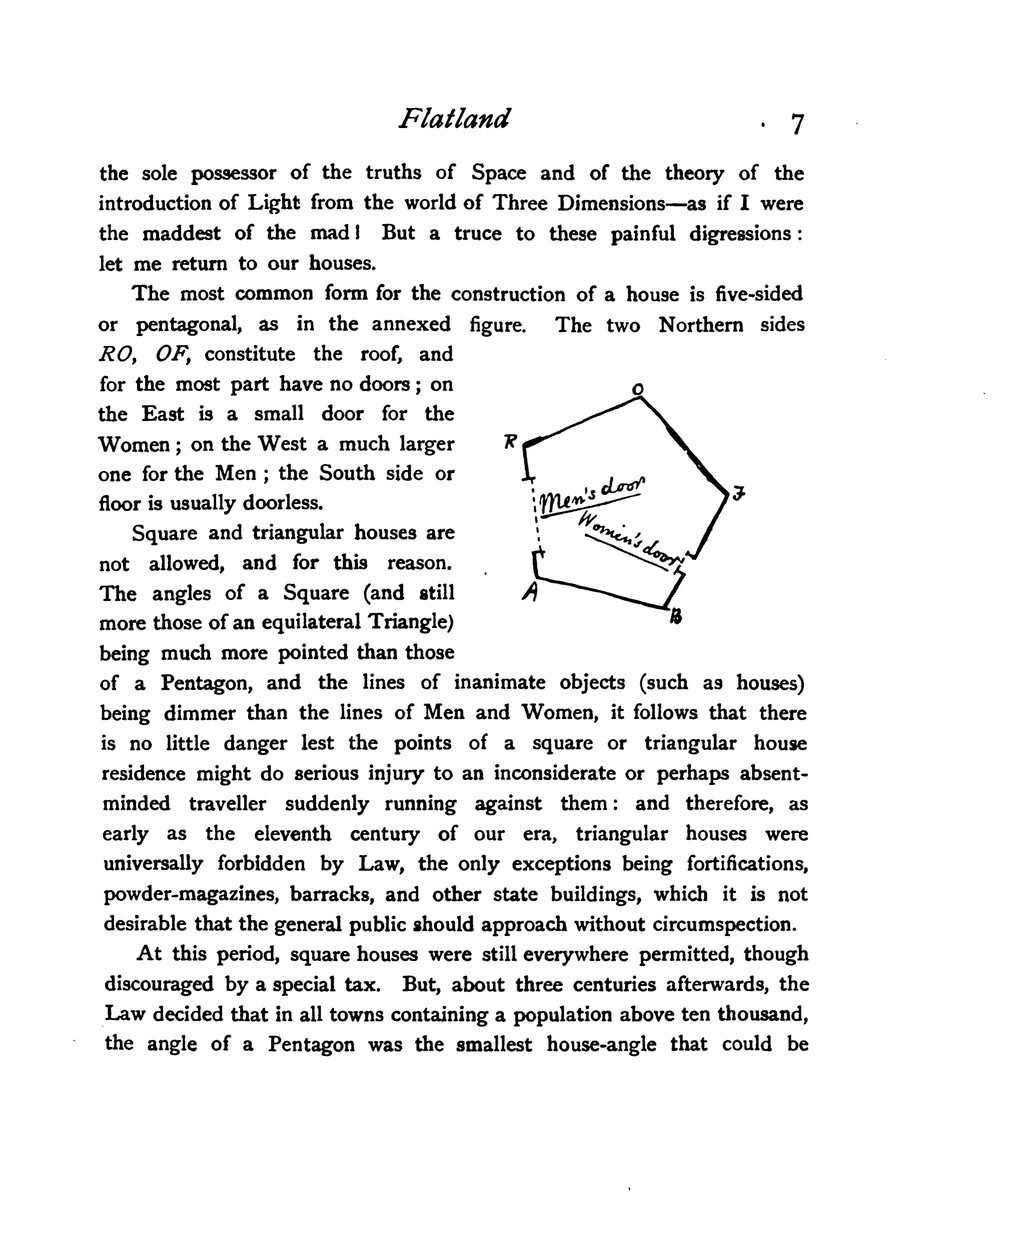 Flatland 7
the sole possessor of the truths of Space and of the theory of the
introduction of Light from the world of Three Dimensions—as if I were
the maddest of the mad! But a truce to these painful digressions:
let me return to our houses.
The most common form for the construction of a house is five-sided
or pentagonal, as in the annexed figure. The two Northern sides
RO, OF, constitute the roof, and
for the most part have no doors; on
the East is a small door for the
Women; on the West a much larger
one for the Men; the South side or
floor is usually doorless.
Square and triangular houses are
not allowed, and for this reason.
The angles of a Square (and still
more those of an equilateral Triangle)
being much more pointed than those
O
R
F
Men's door
Women's door
A
B
of a Pentagon, and the lines of inanimate objects (such as houses)
being dimmer than the lines of Men and Women, it follows that there
is no little danger lest the points of a square or triangular house
residence might do serious injury to an inconsiderate or perhaps absent-
minded traveller suddenly running against them: and therefore, as
early as the eleventh century of our era, triangular houses were
universally forbidden by Law, the only exceptions being fortifications,
powder-magazines, barracks, and other state buildings, which it is not
desirable that the general public should approach without circumspection.
At this period, square houses were still everywhere permitted, though
discouraged by a special tax. But, about three centuries afterwards, the
Law decided that in all towns containing a population above ten thousand,
the angle of a Pentagon was the smallest house-angle that could be